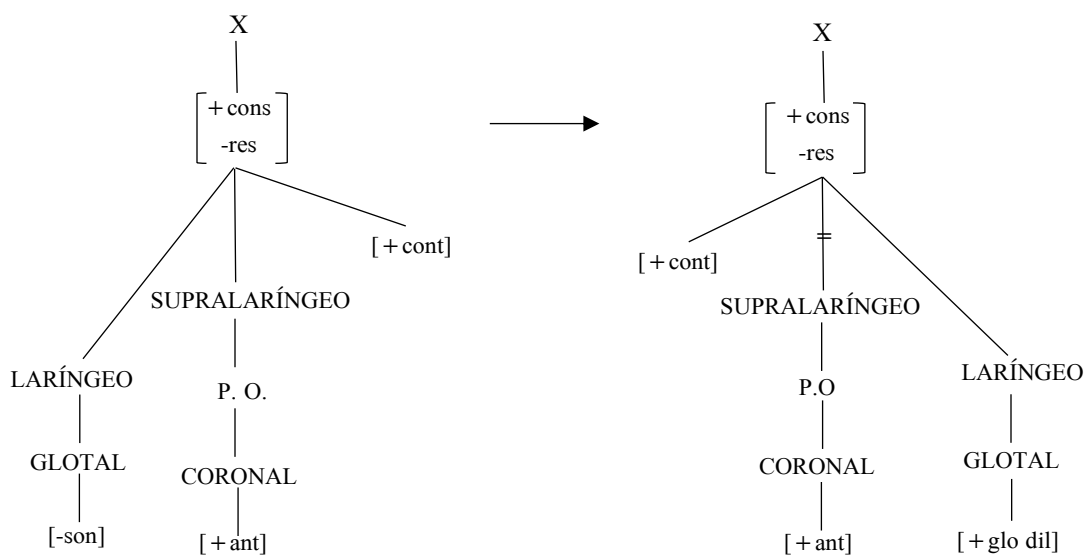 X
+ cons
-res
[+cont]
SUPRALARÍNGEO
LARÍNGEO
P. O.
GLOTAL
CORONAL
[-son]
[+ant]
X
+ cons
-res
[+cont]
SUPRALARÍNGEO
LARÍNGEO
P.O
CORONAL
GLOTAL
[+ant]
[+glo dil]